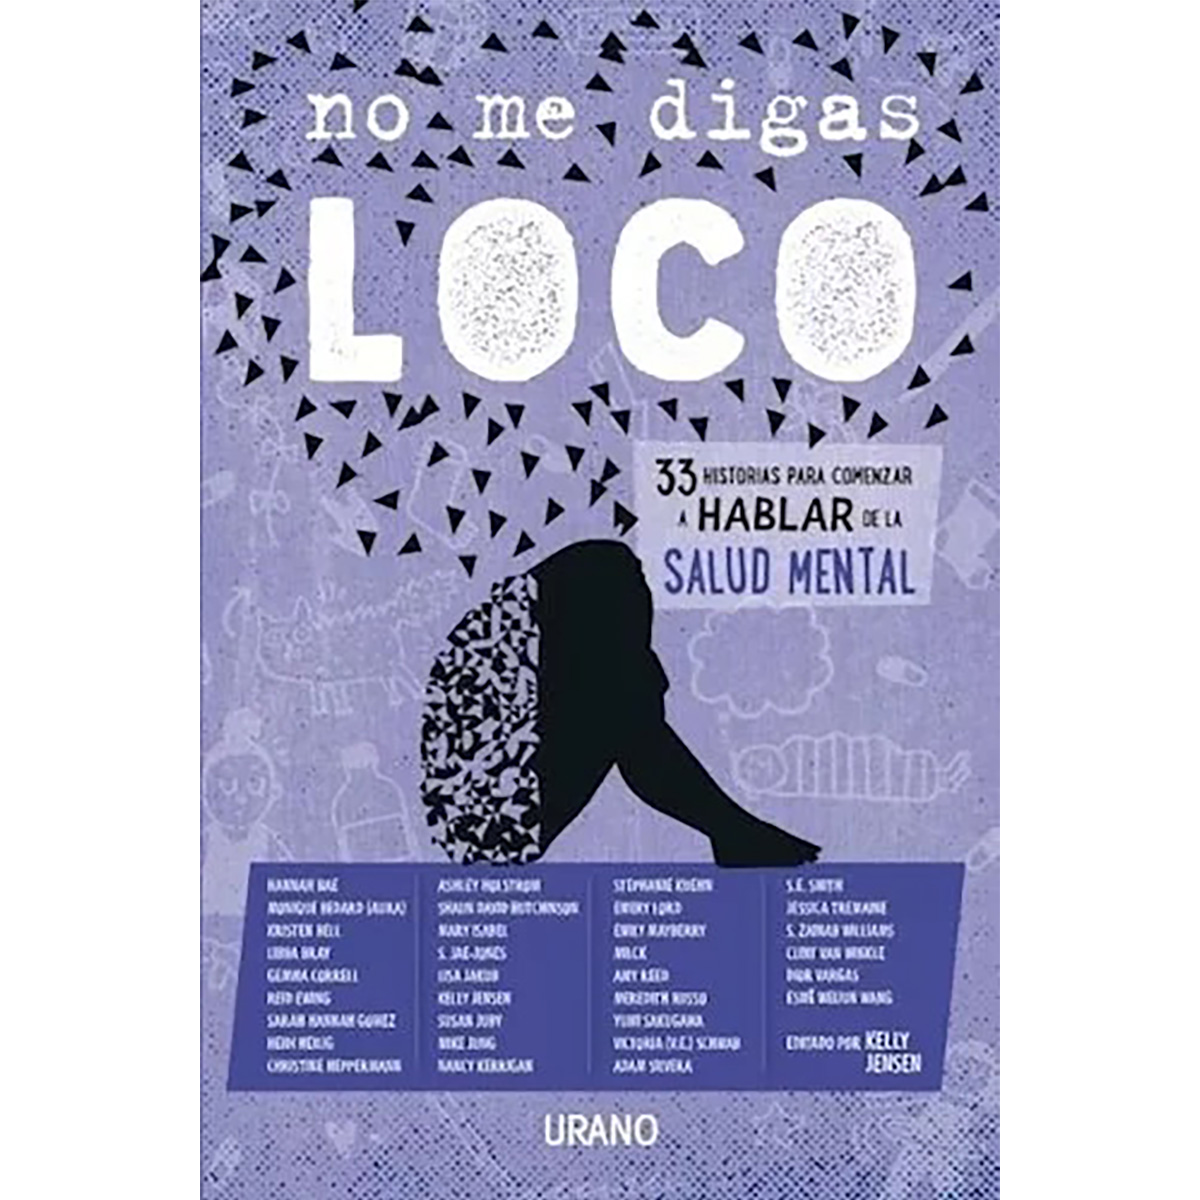 no me digas
LOCO
33 HISTORIAS PARA COMENZAR
A HABLAR DE LA
SALUD MENTAL
HANNAH BAE
MONIQUE BEDARD (AURA)
KRISTEN BELL
LIBBA BRAY
GEMMA CORRELL
REID EWING
SARAH HANNAH GOMEZ
HEIDI HEILIG
CHRISTINE HEPPERMANN
ASHLEY HOLSTROM
SHAUN DAVID HUTCHINSON
MARY ISABEL
S. JAE-JONES
LISA JAKUB
KELLY JENSEN
SUSAN JUBY
MIKE JUNG
NANCY KERRIGAN
STEPHANIE KUEHN
EMERY LORD
EMILY MAYBERRY
MILCK
AMY REED
MEREDITH RUSSO
YUMI SAKUGAWA
VICTORIA (V.E.) SCHWAB
ADAM SILVERA
S.E. SMITH
JESSICA TREMAINE
S. ZAINAB WILLIAMS
CLINT VAN WINKLE
DIOR VARGAS
ESMÉ WEIJUN WANG
EDITADO POR KELLY
JENSEN
URANO